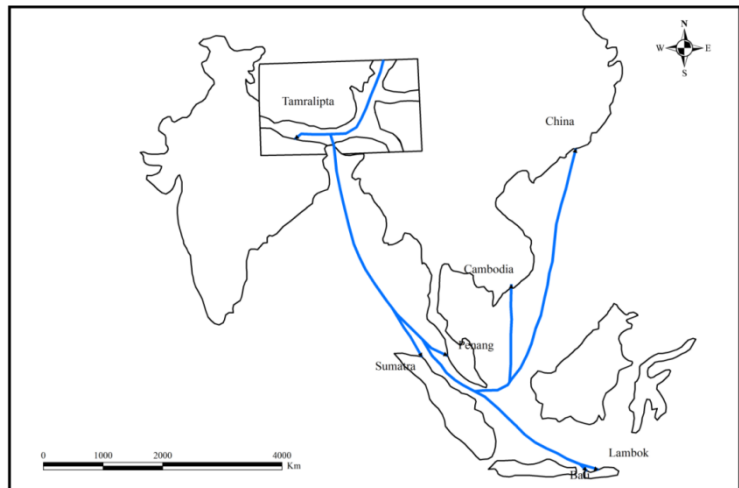 N
W E
S
Tamralipta
China
Cambodia
Penang
Sumatra
Lambok
Bali
0 1000 2000 4000
Km